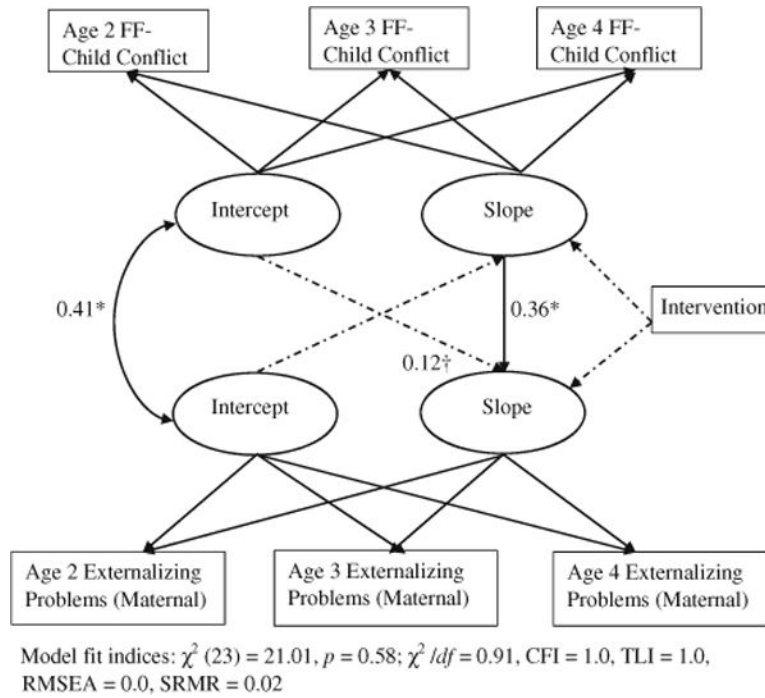 Age 2 FF-
Child Conflict
Age 3 FF-
Child Conflict
Age 4 FF-
Child Conflict
Intercept
Slope
0.41*
0.36*
Intervention
0.12†
Intercept
Slope
Age 2 Externalizing
Problems (Maternal)
Age 3 Externalizing
Problems (Maternal)
Age 4 Externalizing
Problems (Maternal)
Model fit indices: χ² (23) = 21.01, p = 0.58; χ² /df = 0.91, CFI = 1.0, TLI = 1.0,
RMSEA = 0.0, SRMR = 0.02